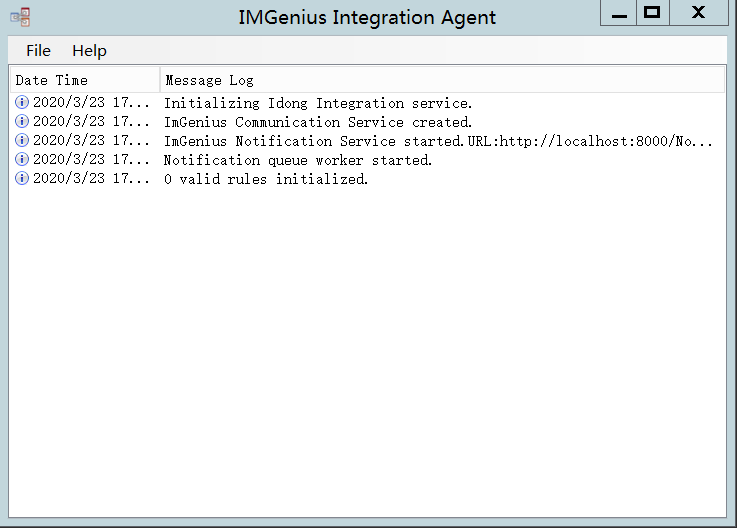 IMGenius Integration Agent
File Help
Date Time Message Log
2020/3/23 17... Initializing Idong Integration service.
2020/3/23 17... ImGenius Communication Service created.
2020/3/23 17... ImGenius Notification Service started.URL:http://localhost:8000/No...
2020/3/23 17... Notification queue worker started.
2020/3/23 17... 0 valid rules initialized.